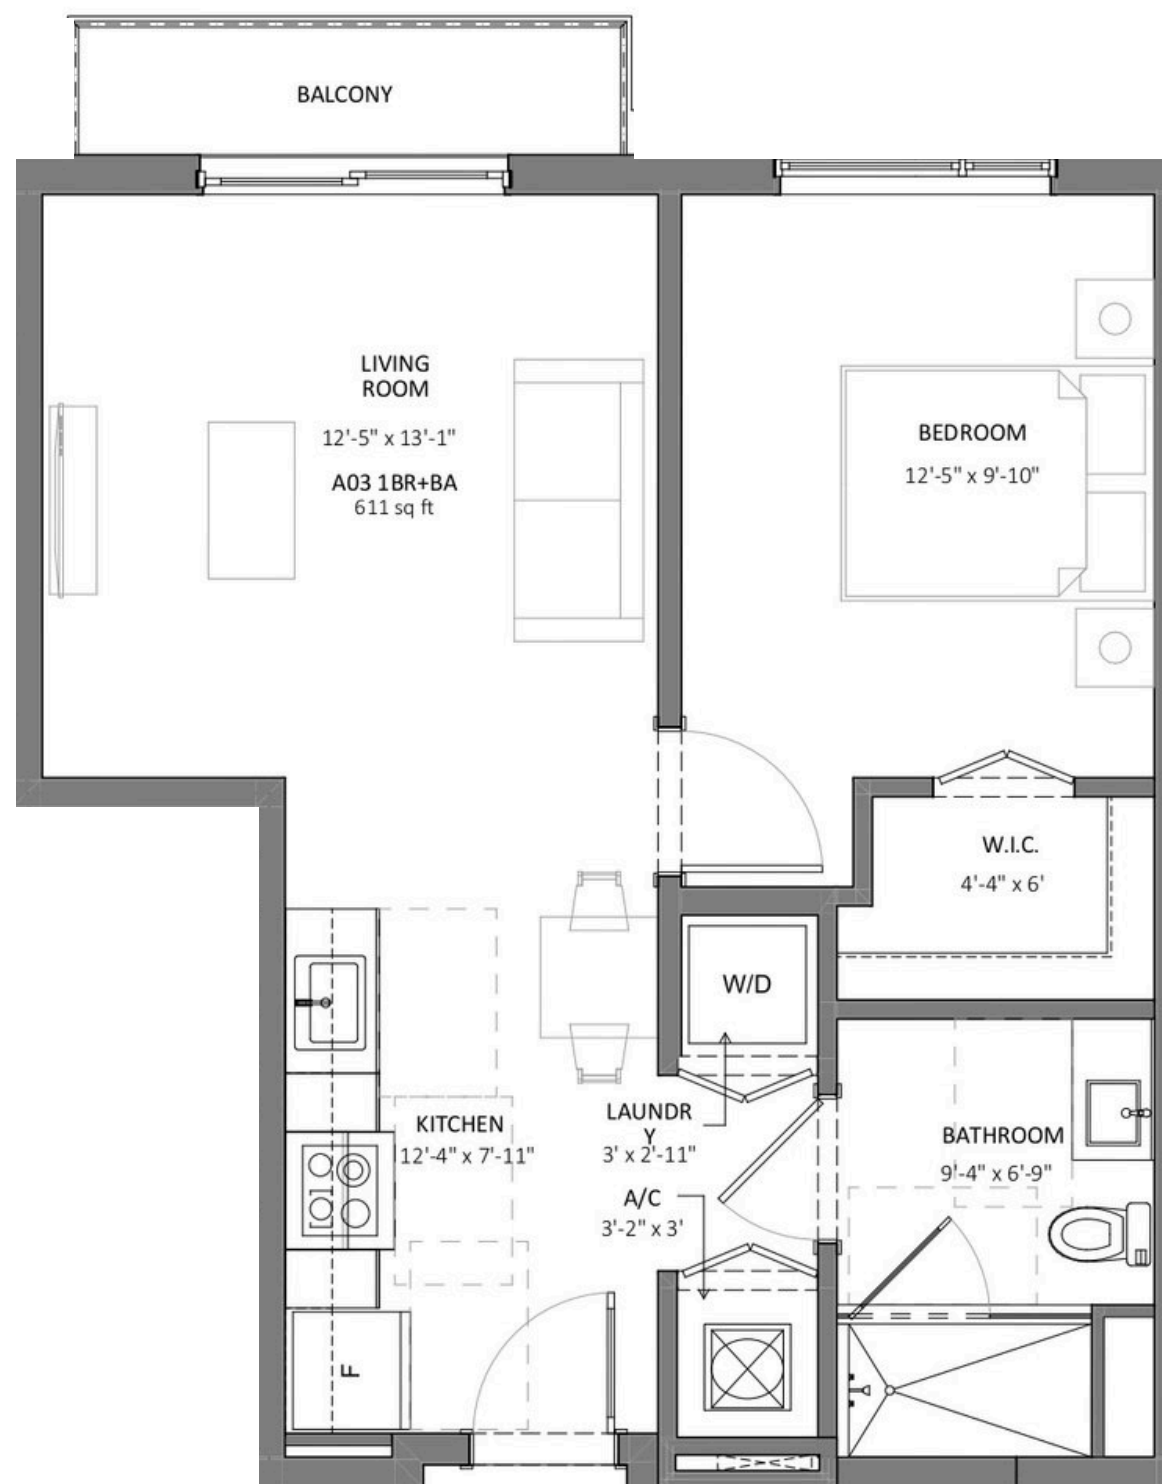 BALCONY
LIVING
ROOM
12'-5" x 13'-1"
A03 1BR+BA
611 sq ft
BEDROOM
12'-5" x 9'-10"
W.I.C.
4'-4" x 6'
W/D
KITCHEN
12'-4" x 7'-11"
LAUNDR
Y
3' x 2'-11"
A/C
3'-2" x 3'
BATHROOM
9'-4" x 6'-9"
F